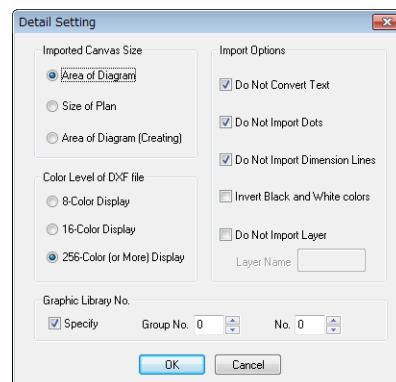 Detail Setting
Imported Canvas Size
Area of Diagram
Size of Plan
Area of Diagram (Creating)
Color Level of DXF file
8-Color Display
16-Color Display
256-Color (or More) Display
Import Options
Do Not Convert Text
Do Not Import Dots
Do Not Import Dimension Lines
Invert Black and White colors
Do Not Import Layer
Layer Name
Graphic Library No.
Specify Group No. 0 No. 0
OK Cancel